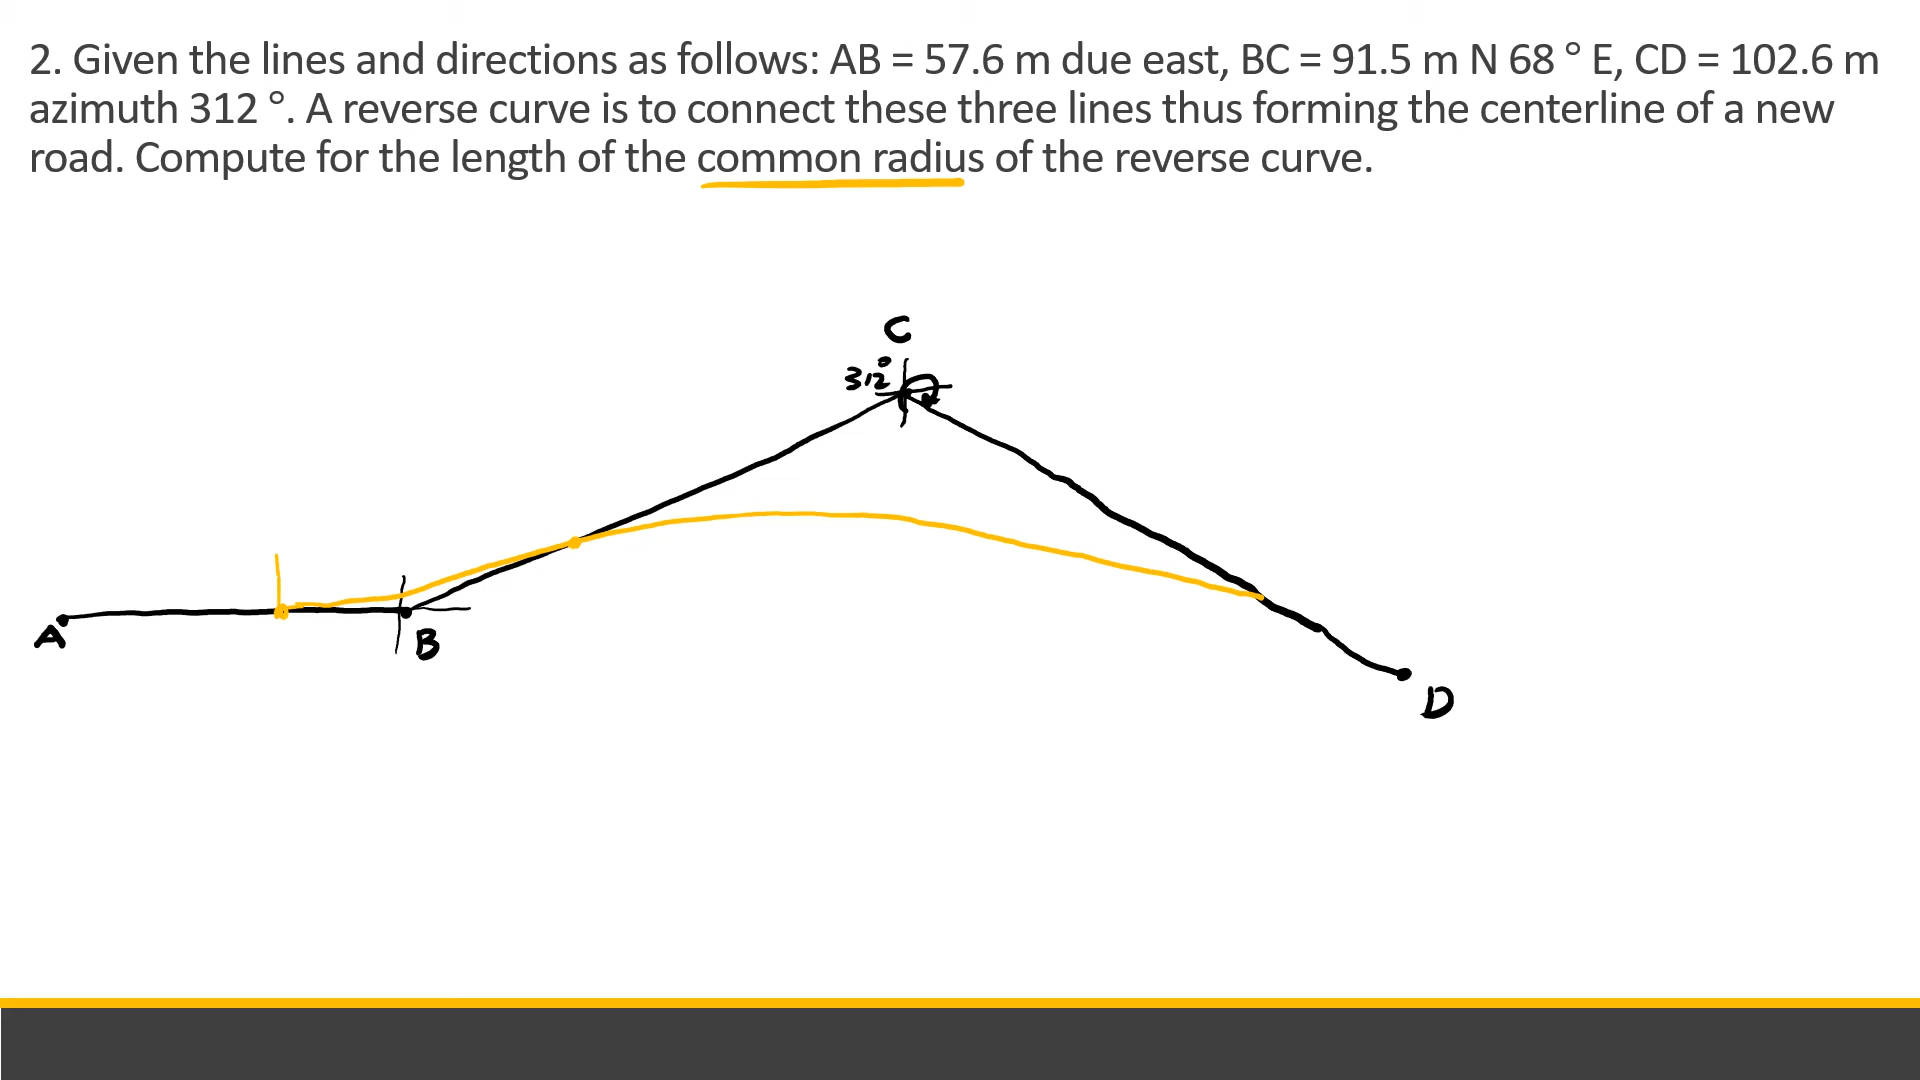 2. Given the lines and directions as follows: AB = 57.6 m due east, BC = 91.5 m N 68 ° E, CD = 102.6 m
azimuth 312 °. A reverse curve is to connect these three lines thus forming the centerline of a new
road. Compute for the length of the common radius of the reverse curve.
C
312°
A
B
D